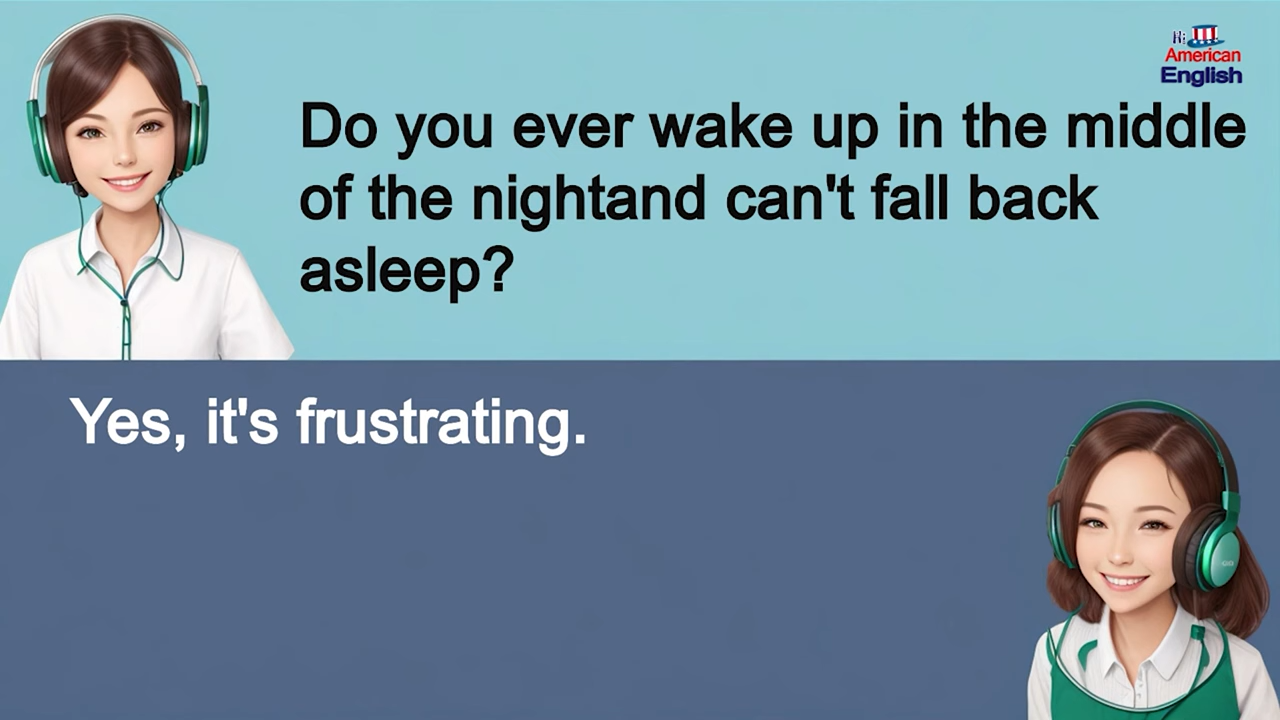 Hi
American
English
Do you ever wake up in the middle
of the nightand can't fall back
asleep?
Yes, it's frustrating.